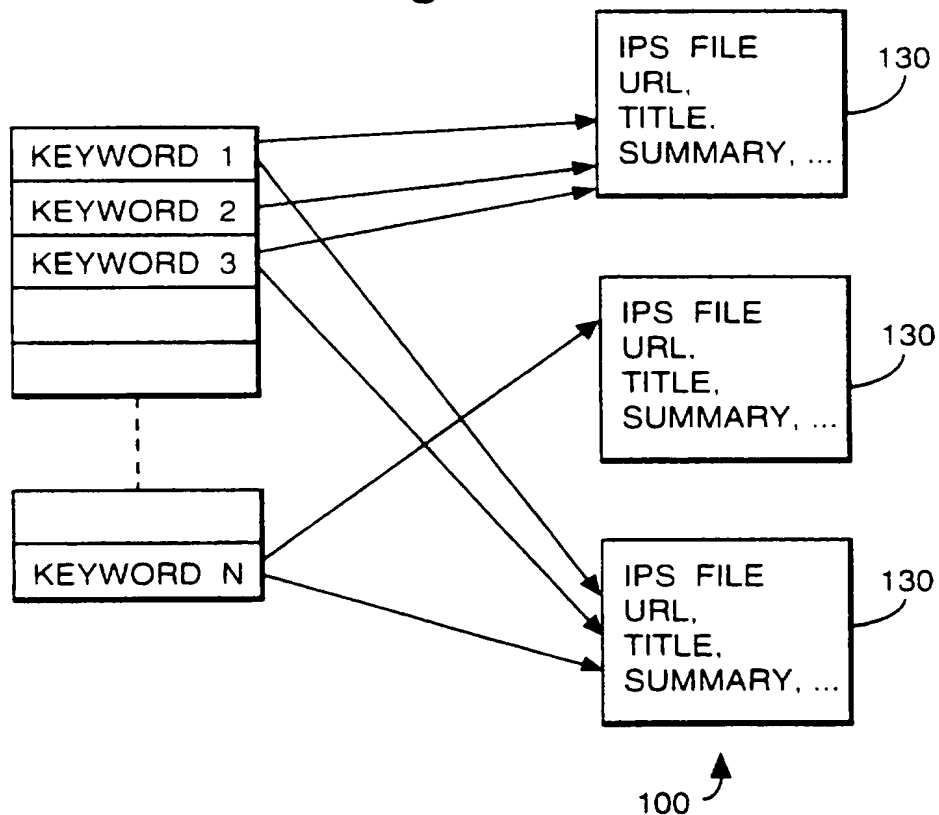 KEYWORD 1
KEYWORD 2
KEYWORD 3
KEYWORD N
IPS FILE
URL,
TITLE.
SUMMARY, ...
130
IPS FILE
URL.
TITLE,
SUMMARY, ...
130
IPS FILE
URL,
TITLE.
SUMMARY, ...
130
100